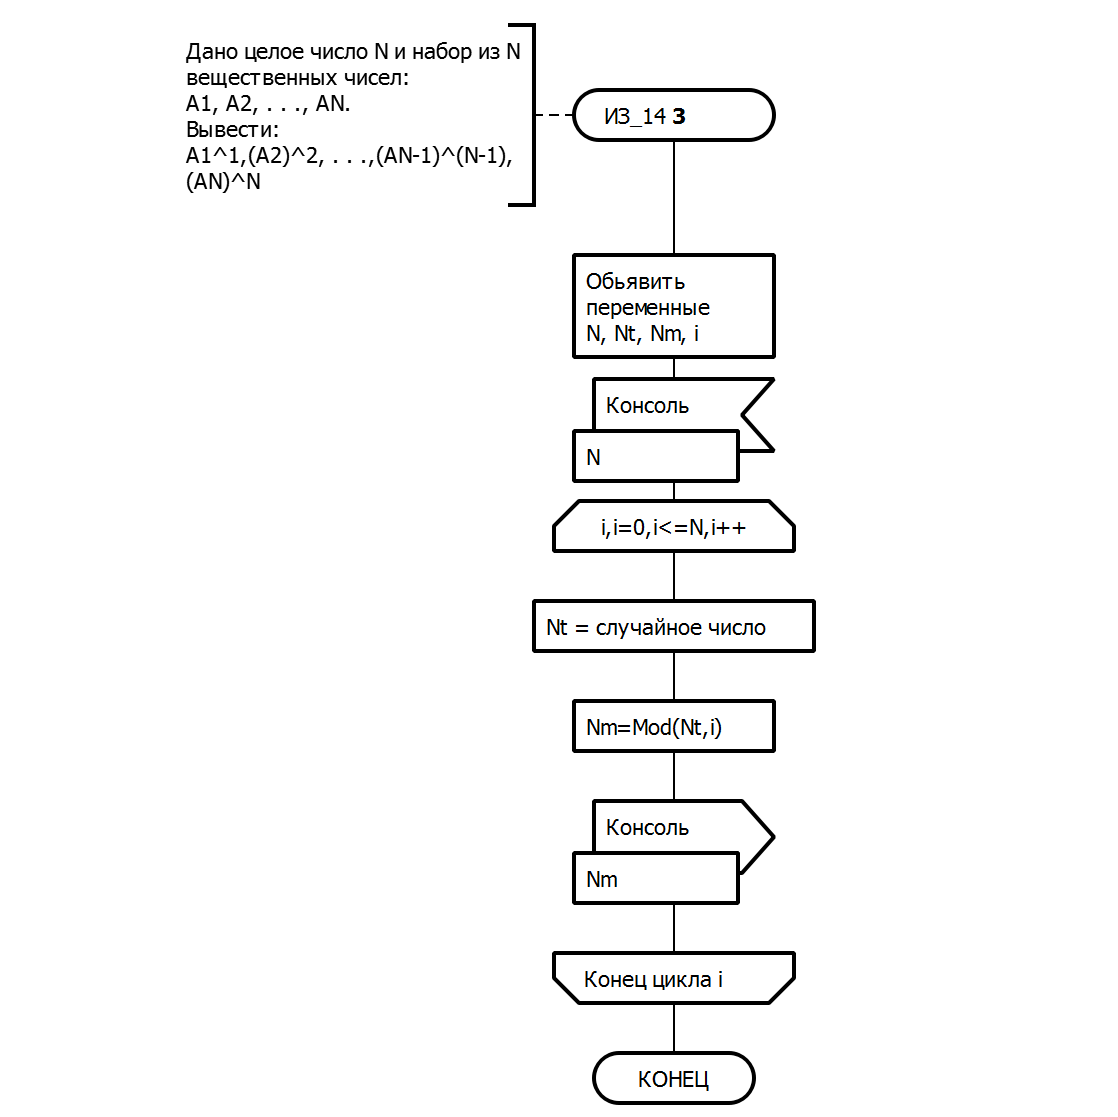 Дано целое число N и набор из N
вещественных чисел:
A1, A2, . . ., AN.
Вывести:
A1^1,(A2)^2, . . .,(AN-1)^(N-1),
(AN)^N
ИЗ_14 3
Обьявить
переменные
N, Nt, Nm, i
Консоль
N
i,i=0,i<=N,i++
Nt = случайное число
Nm=Mod(Nt,i)
Консоль
Nm
Конец цикла i
КОНЕЦ